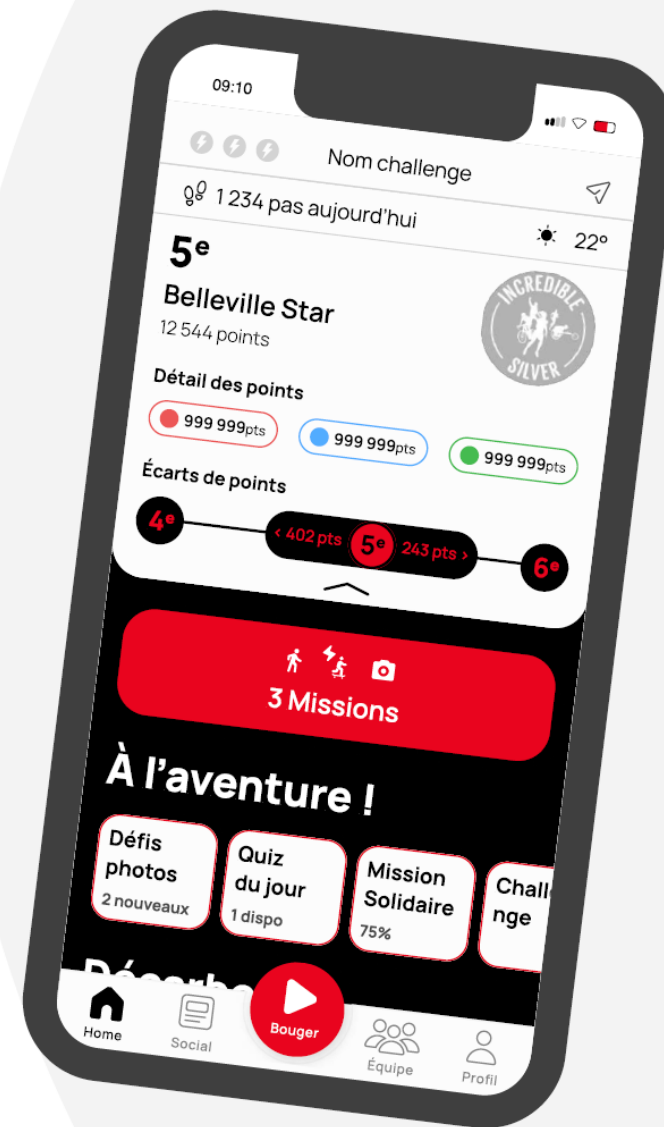 09:10
Nom challenge
1 234 pas aujourd'hui
22°
5e
Belleville Star
12 544 points
INCREDIBLE
SILVER
Détail des points
999 999pts
999 999pts
999 999pts
Écarts de points
4e
< 402 pts
5e
243 pts >
6e
3 Missions
À l'aventure !
Défis
photos
2 nouveaux
Quiz
du jour
1 dispo
Mission
Solidaire
75%
Chall
nge
Home
Social
Bouger
Équipe
Profil